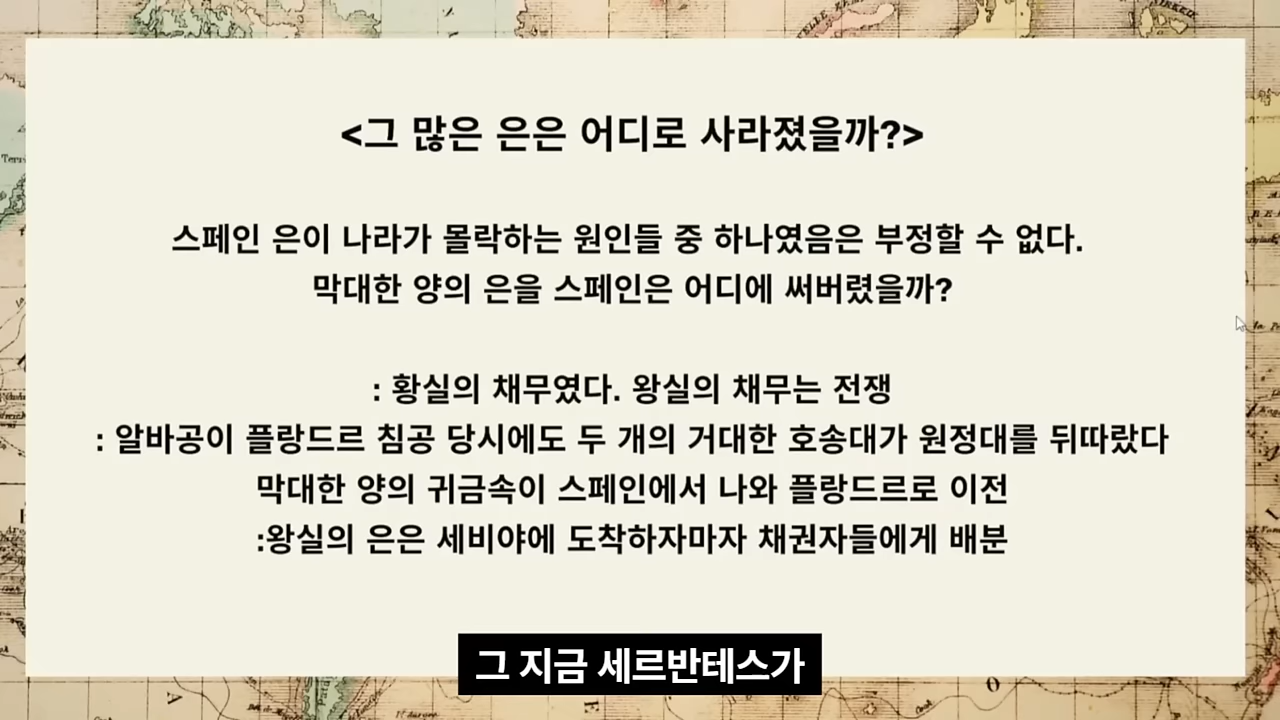 <그 많은 은은 어디로 사라졌을까?>
스페인 은이 나라가 몰락하는 원인들 중 하나였음은 부정할 수 없다.
막대한 양의 은을 스페인은 어디에 써버렸을까?
: 황실의 채무였다. 왕실의 채무는 전쟁
: 알바공이 플랑드르 침공 당시에도 두 개의 거대한 호송대가 원정대를 뒤따랐다
막대한 양의 귀금속이 스페인에서 나와 플랑드르로 이전
:왕실의 은은 세비야에 도착하자마자 채권자들에게 배분
그 지금 세르반테스가